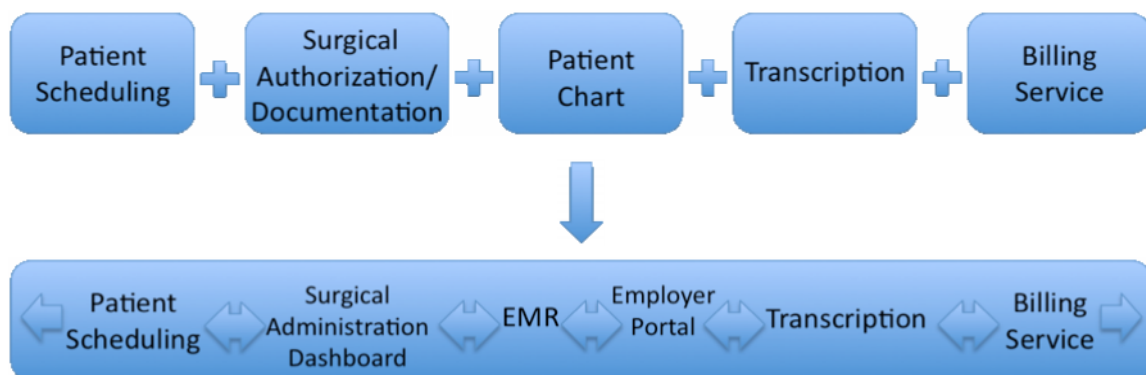 Patient
Scheduling
Surgical
Authorization/
Documentation
Patient
Chart
Transcription
Billing
Service
Patient
Scheduling
Surgical
Administration
Dashboard
EMR
Employer
Portal
Transcription
Billing
Service